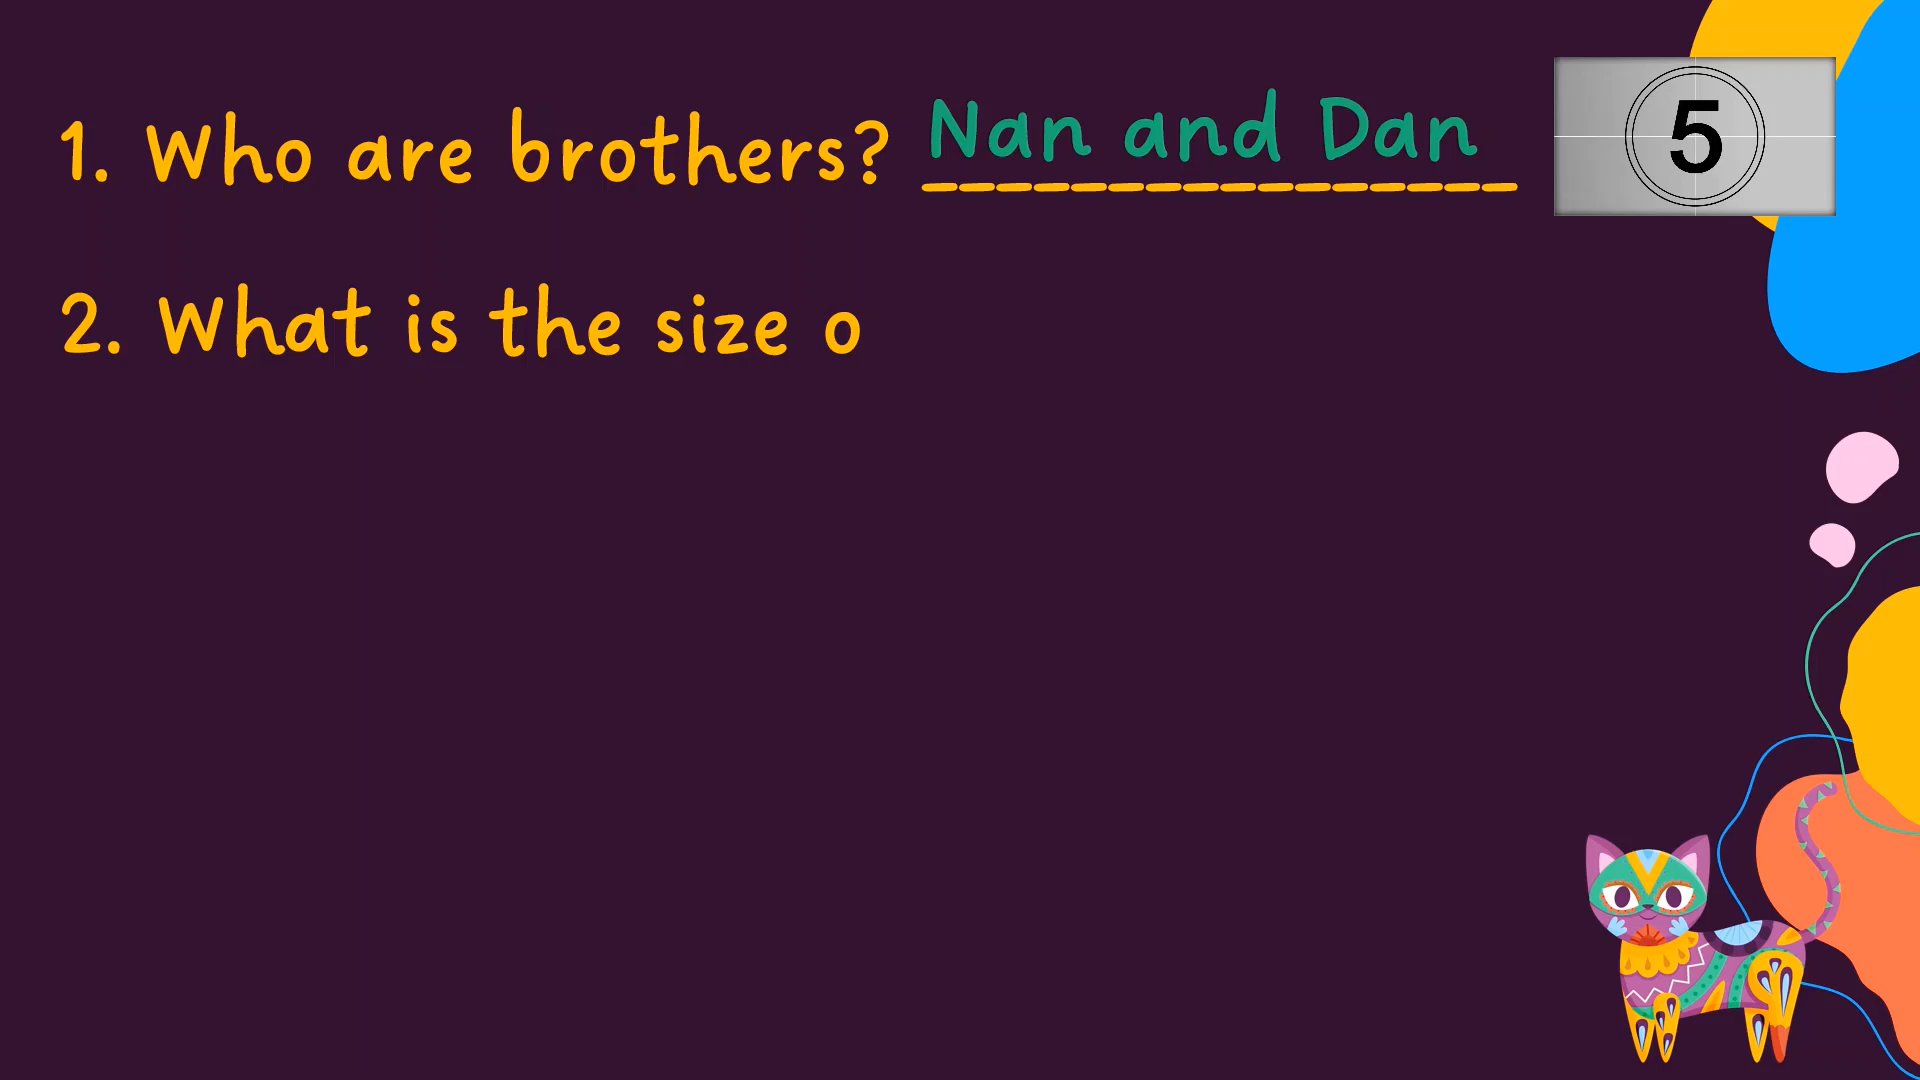 1. Who are brothers? Nan and Dan
5
2. What is the size o